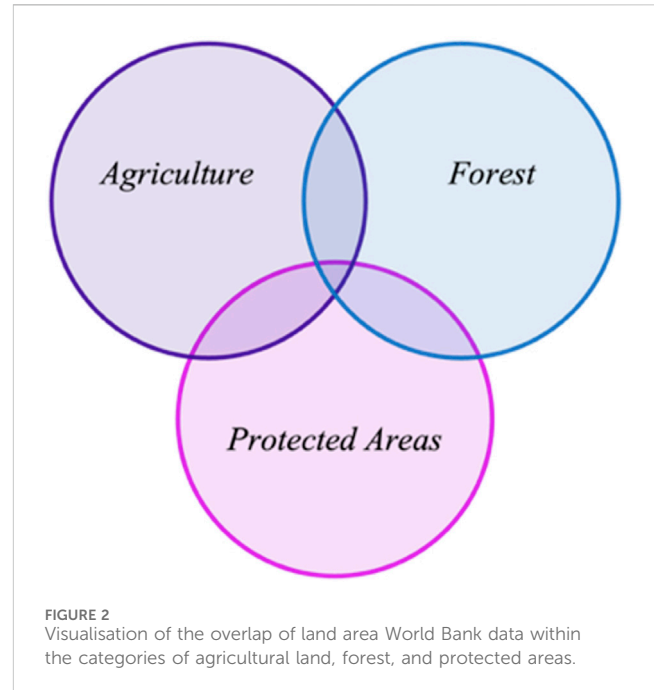 Agriculture
Forest
Protected Areas
FIGURE 2
Visualisation of the overlap of land area World Bank data within
the categories of agricultural land, forest, and protected areas.